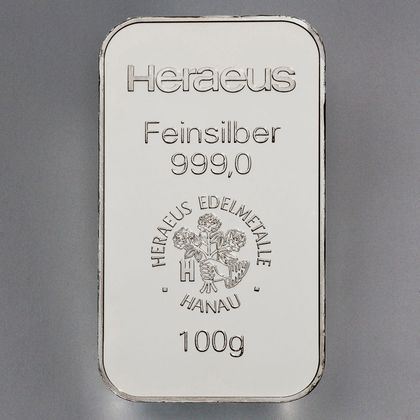 Heraeus
Feinsilber
999,0
HERAEUS EDELMETALLE
H
· HANAU ·
100g